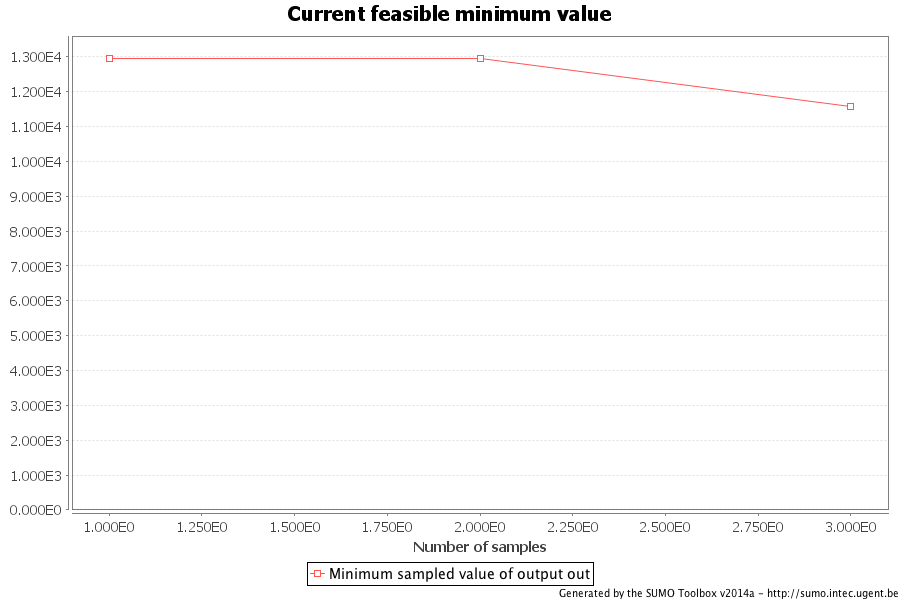 Current feasible minimum value
1.300E4
1.200E4
1.100E4
1.000E4
9.000E3
8.000E3
7.000E3
6.000E3
5.000E3
4.000E3
3.000E3
2.000E3
1.000E3
0.000E0
1.000E0 1.250E0 1.500E0 1.750E0 2.000E0 2.250E0 2.500E0 2.750E0 3.000E0
Number of samples
Minimum sampled value of output out
Generated by the SUMO Toolbox v2014a - http://sumo.intec.ugent.be